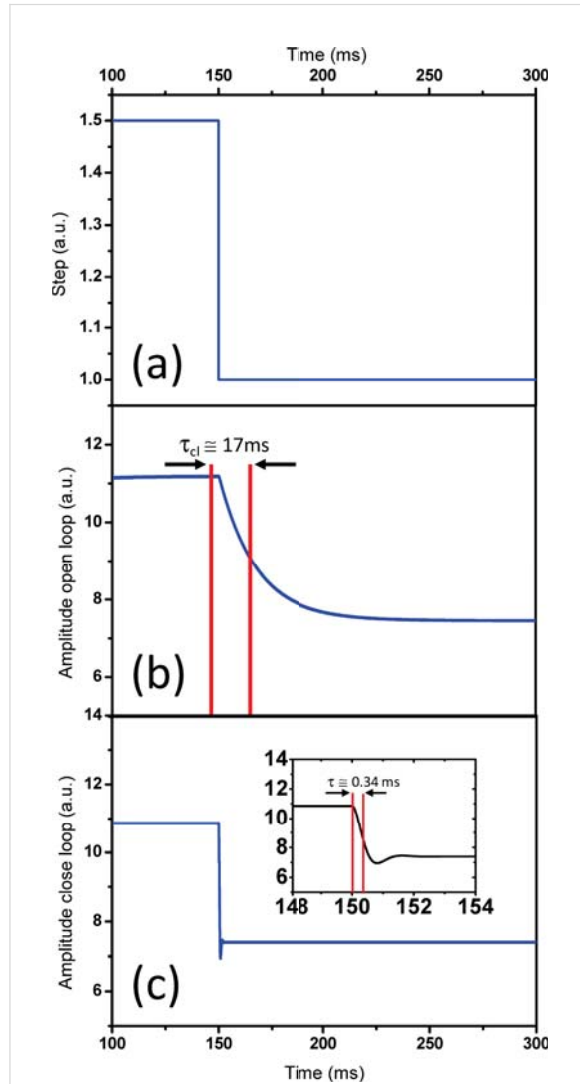 Time (ms)
100 150 200 250 300
1.5
1.4
1.3
1.2
1.1
1.0
Step (a.u.)
(a)
12
10
8
6
14
Amplitude open loop (a.u.)
τcl ≅ 17ms
(b)
12
10
8
6
Amplitude close loop (a.u.)
14
12
10
8
6
τ ≅ 0.34 ms
148 150 152 154
(c)
100 150 200 250 300
Time (ms)